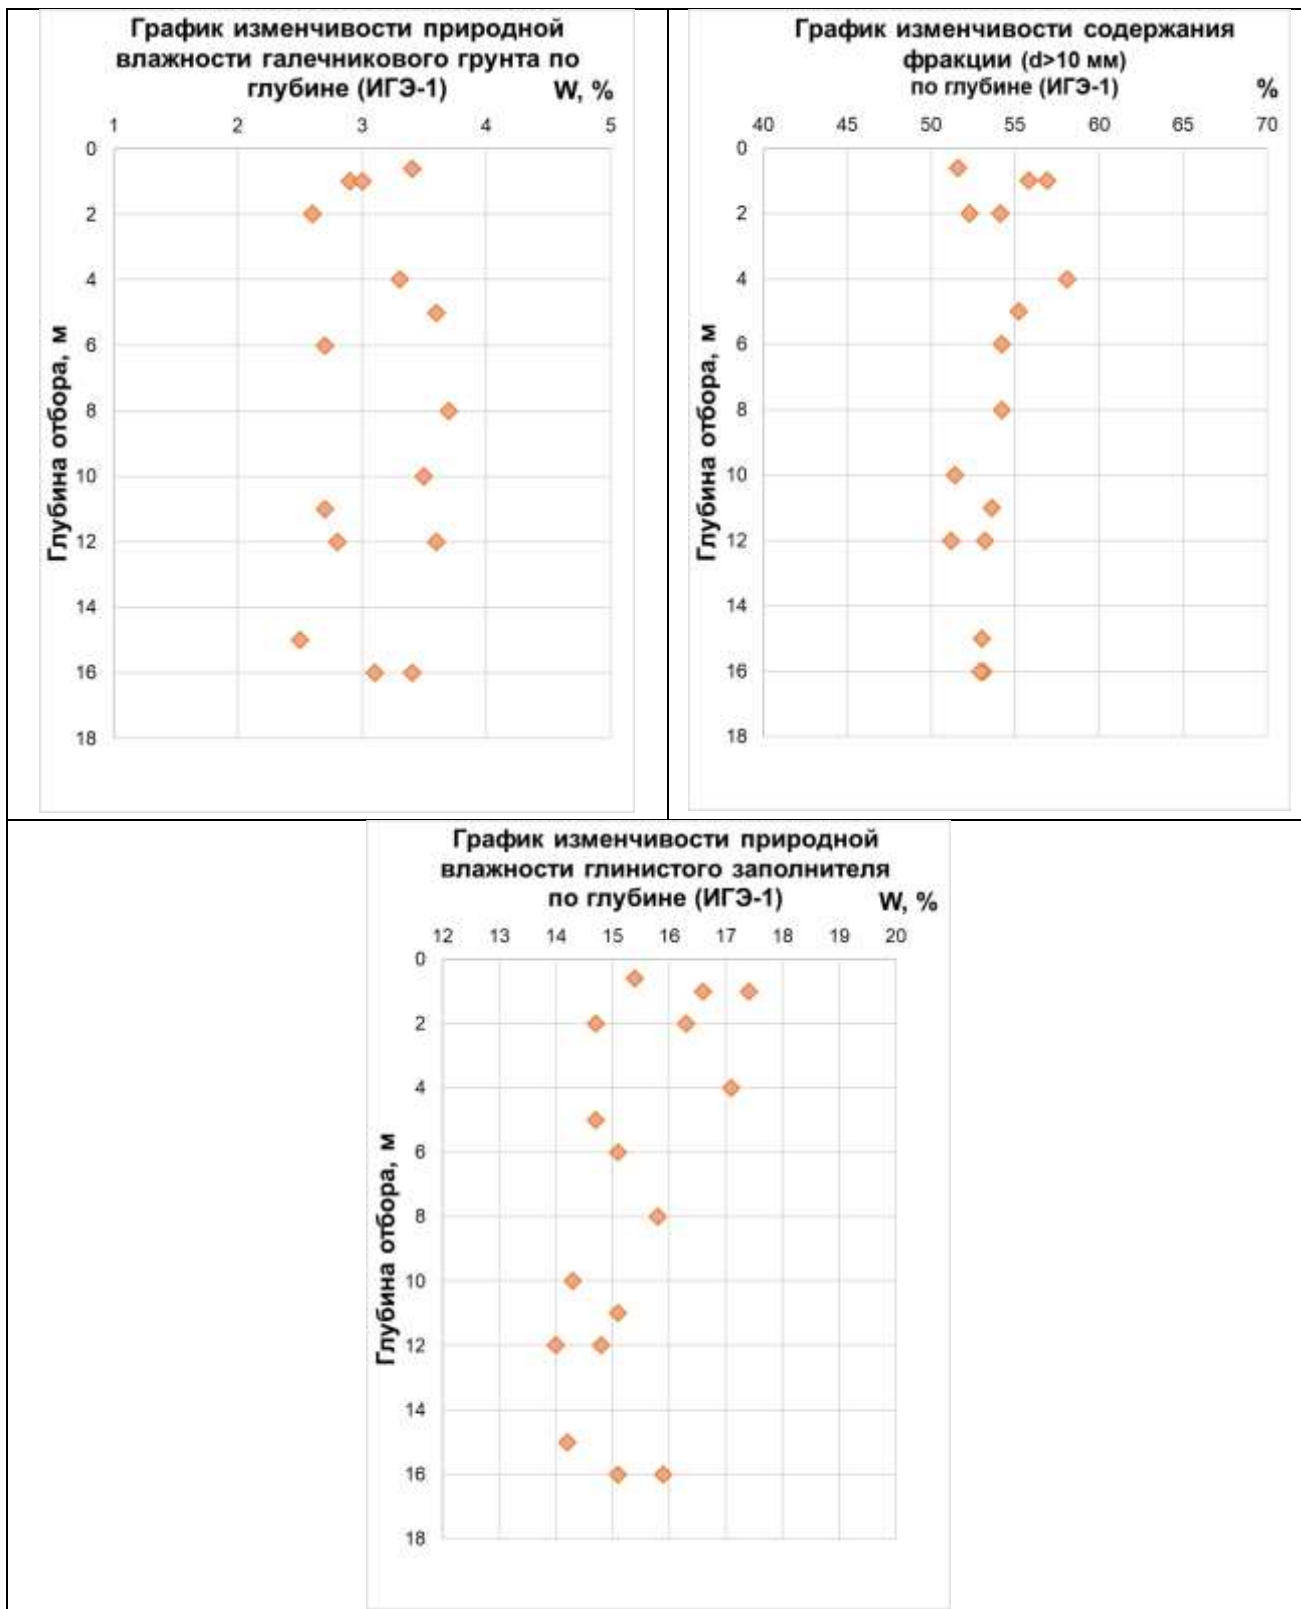 График изменчивости природной
влажности галечникового грунта по
глубине (ИГЭ-1) W, %
1 2 3 4 5
0
2
4
6
8
10
12
14
16
18
Глубина отбора, м
График изменчивости содержания
фракции (d>10 мм)
по глубине (ИГЭ-1) %
40 45 50 55 60 65 70
0
2
4
6
8
10
12
14
16
18
Глубина отбора, м
График изменчивости природной
влажности глинистого заполнителя
по глубине (ИГЭ-1) W, %
12 13 14 15 16 17 18 19 20
0
2
4
6
8
10
12
14
16
18
Глубина отбора, м